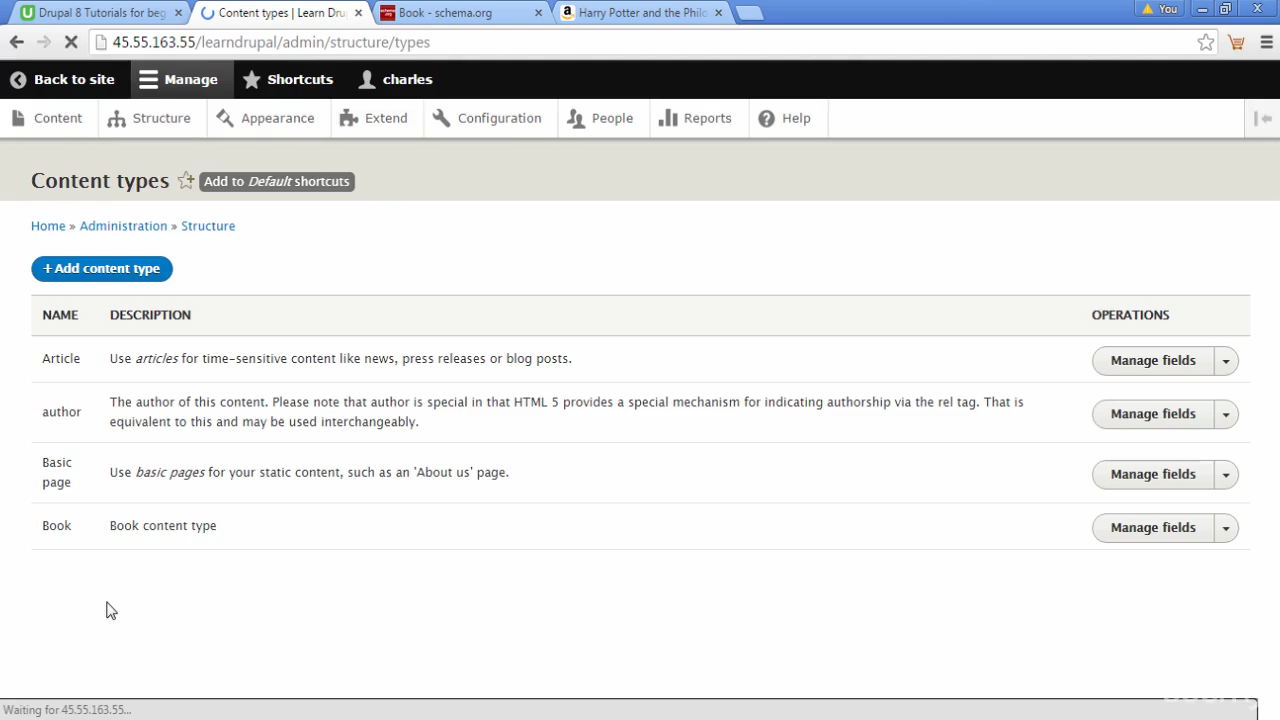 Drupal 8 Tutorials for beg
Content types | Learn Dru
Book - schema.org
Harry Potter and the Philo
You
45.55.163.55/learndrupal/admin/structure/types
Back to site
Manage
Shortcuts
charles
Content
Structure
Appearance
Extend
Configuration
People
Reports
Help
Content types
Add to Default shortcuts
Home » Administration » Structure
+ Add content type
NAME DESCRIPTION OPERATIONS
Article Use articles for time-sensitive content like news, press releases or blog posts. Manage fields
author The author of this content. Please note that author is special in that HTML 5 provides a special mechanism for indicating authorship via the rel tag. That is
equivalent to this and may be used interchangeably.
Manage fields
Basic
page
Use basic pages for your static content, such as an 'About us' page. Manage fields
Book Book content type Manage fields
Waiting for 45.55.163.55...